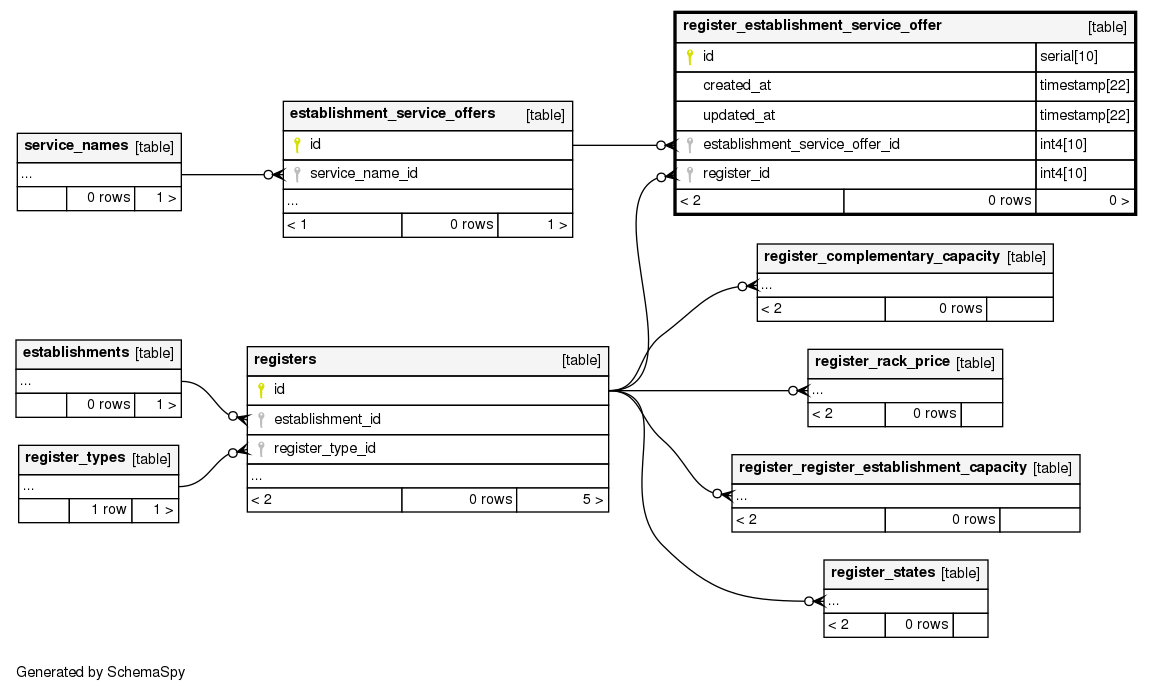 register_establishment_service_offer [table]
id serial[10]
created_at timestamp[22]
updated_at timestamp[22]
establishment_service_offer_id int4[10]
register_id int4[10]
< 2 0 rows 0 >
establishment_service_offers [table]
id
service_name_id
...
< 1 0 rows 1 >
service_names [table]
...
0 rows 1 >
register_complementary_capacity [table]
...
< 2 0 rows
establishments [table]
...
0 rows 1 >
registers [table]
id
establishment_id
register_type_id
...
< 2 0 rows 5 >
register_rack_price [table]
...
< 2 0 rows
register_types [table]
...
1 row 1 >
register_register_establishment_capacity [table]
...
< 2 0 rows
register_states [table]
...
< 2 0 rows
Generated by SchemaSpy